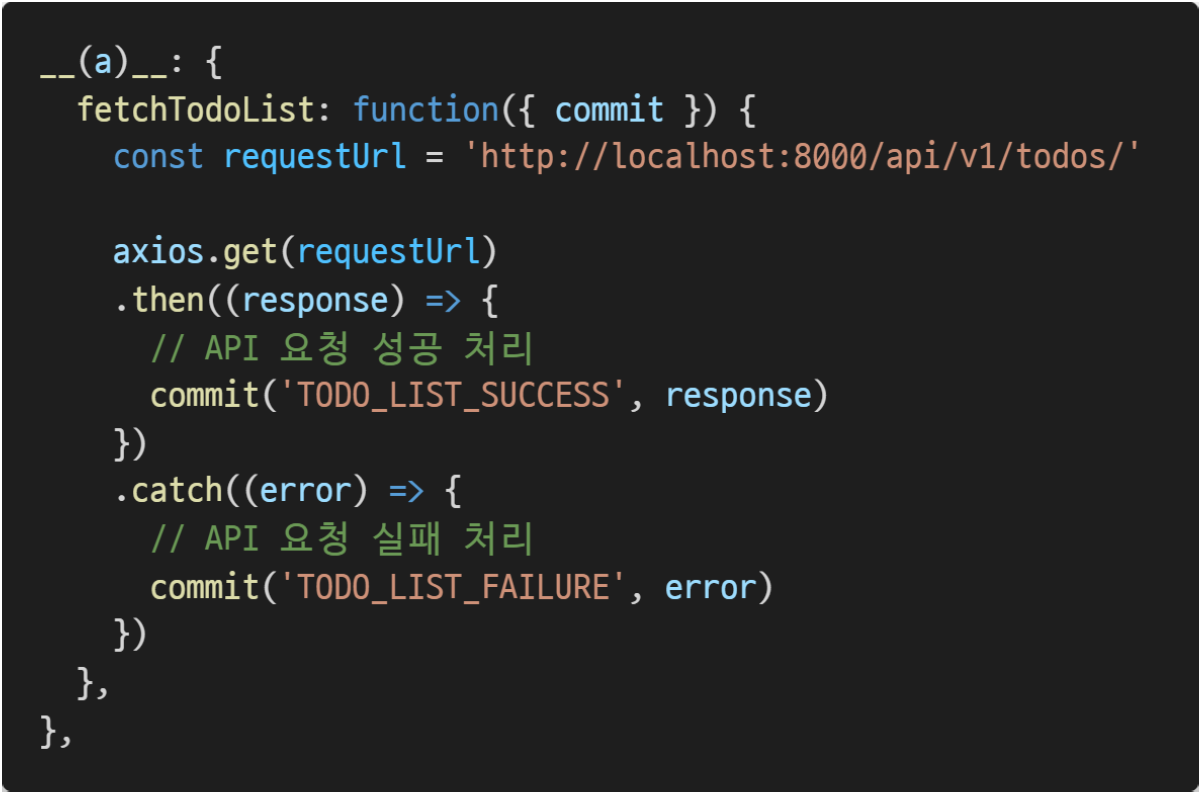 __(a)__: {
  fetchTodoList: function({ commit }) {
    const requestUrl = 'http://localhost:8000/api/v1/todos/'
    axios.get(requestUrl)
    .then((response) => {
      // API 요청 성공 처리
      commit('TODO_LIST_SUCCESS', response)
    })
    .catch((error) => {
      // API 요청 실패 처리
      commit('TODO_LIST_FAILURE', error)
    })
  },
},